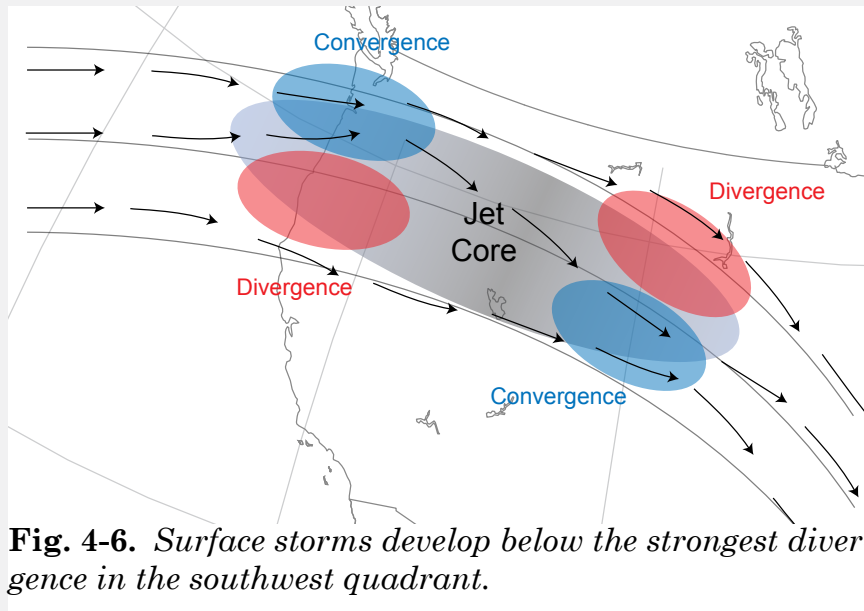 Convergence
Divergence
Jet
Core
Divergence
Convergence
Fig. 4-6. Surface storms develop below the strongest diver
gence in the southwest quadrant.